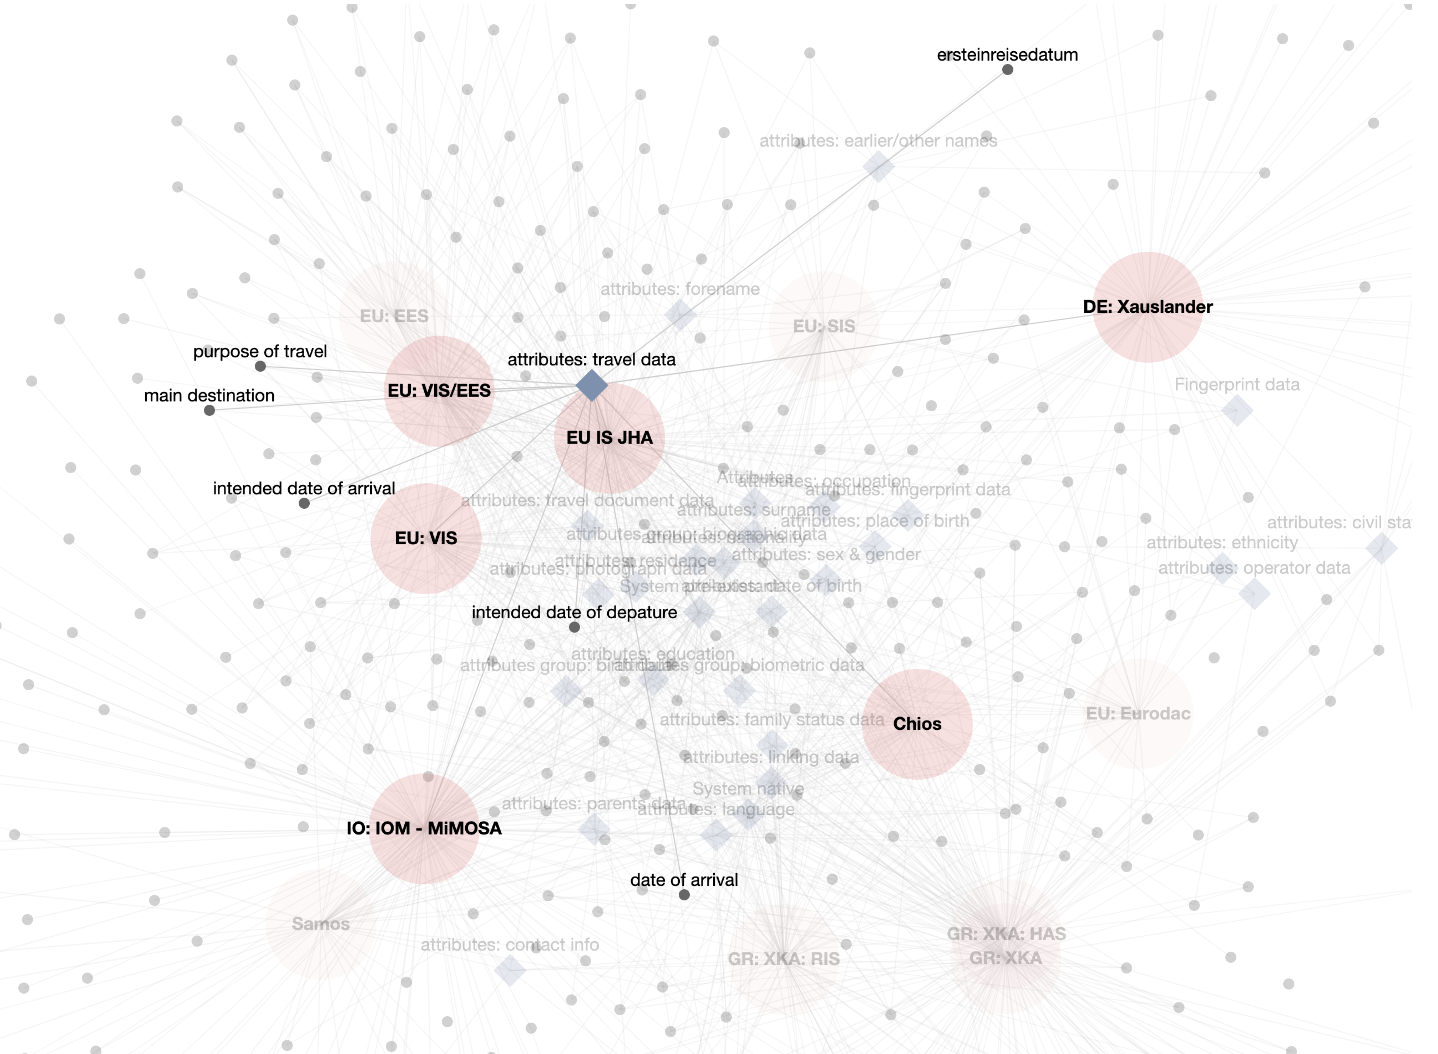 ersteinreisedatum
attributes: earlier/other names
attributes: forename
DE: Xauslander
EU: EES
EU: SIS
purpose of travel
attributes: travel data
Fingerprint data
main destination
EU: VIS/EES
EU IS JHA
Attributes
attributes: occupation
intended date of arrival
attributes: fingerprint data
attributes: travel document data
attributes: surname
attributes: place of birth
attributes: civil sta
EU: VIS
attributes group: biographic data
attributes: nationality
attributes: ethnicity
attributes: sex & gender
attributes: residence
attributes: photograph data
attributes: operator data
System pre-existant
attributes: date of birth
intended date of depature
attributes: education
attributes group: birth data
attributes group: biometric data
attributes: family status data
Chios
EU: Eurodac
attributes: linking data
System native
attributes: parents data
attributes: language
IO: IOM - MiMOSA
date of arrival
Samos
attributes: contact info
GR: XKA: HAS
GR: XKA: RIS
GR: XKA